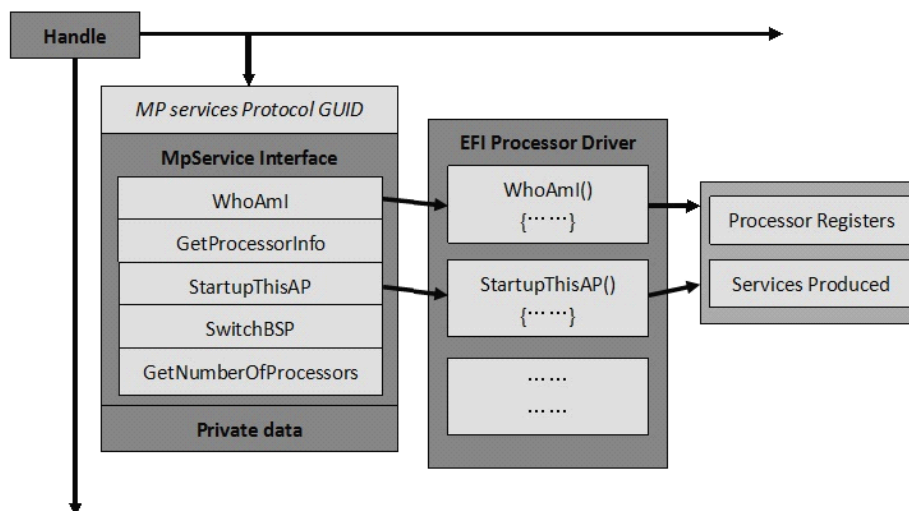 Handle
MP services Protocol GUID
MpService Interface
WhoAmI
GetProcessorInfo
StartupThisAP
SwitchBSP
GetNumberOfProcessors
Private data
EFI Processor Driver
WhoAmI()
{⋯⋯}
StartupThisAP()
{⋯⋯}
⋯⋯
⋯⋯
Processor Registers
Services Produced